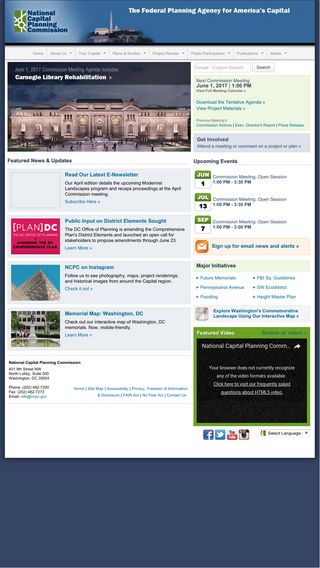 National
Capital
Planning
Commission
The Federal Planning Agency for America's Capital
Home About Us Your Capital Plans & Studies Project Review Public Participation Publications Media
June 1, 2017 Commission Meeting Agenda Includes:
Carnegie Library Rehabilitation
Google Custom Search Search
Next Commission Meeting
June 1, 2017 | 1:00 PM
View Full Meeting Calendar >
Download the Tentative Agenda >
View Project Materials >
Previous Meeting's
Commission Actions | Exec. Director's Report | Press Release
Get Involved
Attend a meeting or comment on a project or plan »
Featured News & Updates
Read Our Latest E-Newsletter
Our April edition details the upcoming Modernist
Landscapes program and recaps proceedings at the April
Commission meeting.
Subscribe Here »
[PLAN]DC
THE DC OFFICE OF PLANNING IS
AMENDING THE
COMPREHENSIVE PLAN
Public Input on District Elements Sought
The DC Office of Planning is amending the Comprehensive
Plan's District Elements and launched an open call for
stakeholders to propose amendments through June 23.
Learn More »
NCPC on Instagram
Follow us to see photography, maps, project renderings,
and historical images from around the Capital region.
Check it out »
Memorial Map: Washington, DC
Check out our interactive map of Washington, DC
memorials. Now, mobile-friendly.
Learn More »
Upcoming Events
JUN
1
Commission Meeting: Open Session
1:00 PM - 3:30 PM
JUL
13
Commission Meeting: Open Session
1:00 PM - 3:30 PM
SEP
7
Commission Meeting: Open Session
1:00 PM - 3:30 PM
Sign up for email news and alerts »
Major Initiatives
Future Memorials FBI Sq. Guidelines
Pennsylvania Avenue SW Ecodistrict
Flooding Height Master Plan
Explore Washington's Commemorative
Landscape Using Our Interactive Map »
Featured Video Browse all videos »
National Capital Planning Comm...
Your browser does not currently recognize
any of the video formats available.
Click here to visit our frequently asked
questions about HTML5 video.
National Capital Planning Commission
401 9th Street NW
North Lobby, Suite 500
Washington, DC 20004
Phone: (202) 482-7200
Fax: (202) 482-7272
Email: info@ncpc.gov
Home | Site Map | Accessibility | Privacy, Freedom of Information
& Disclosure | FAIR Act | No Fear Act | Contact Us
You Tube
Select Language